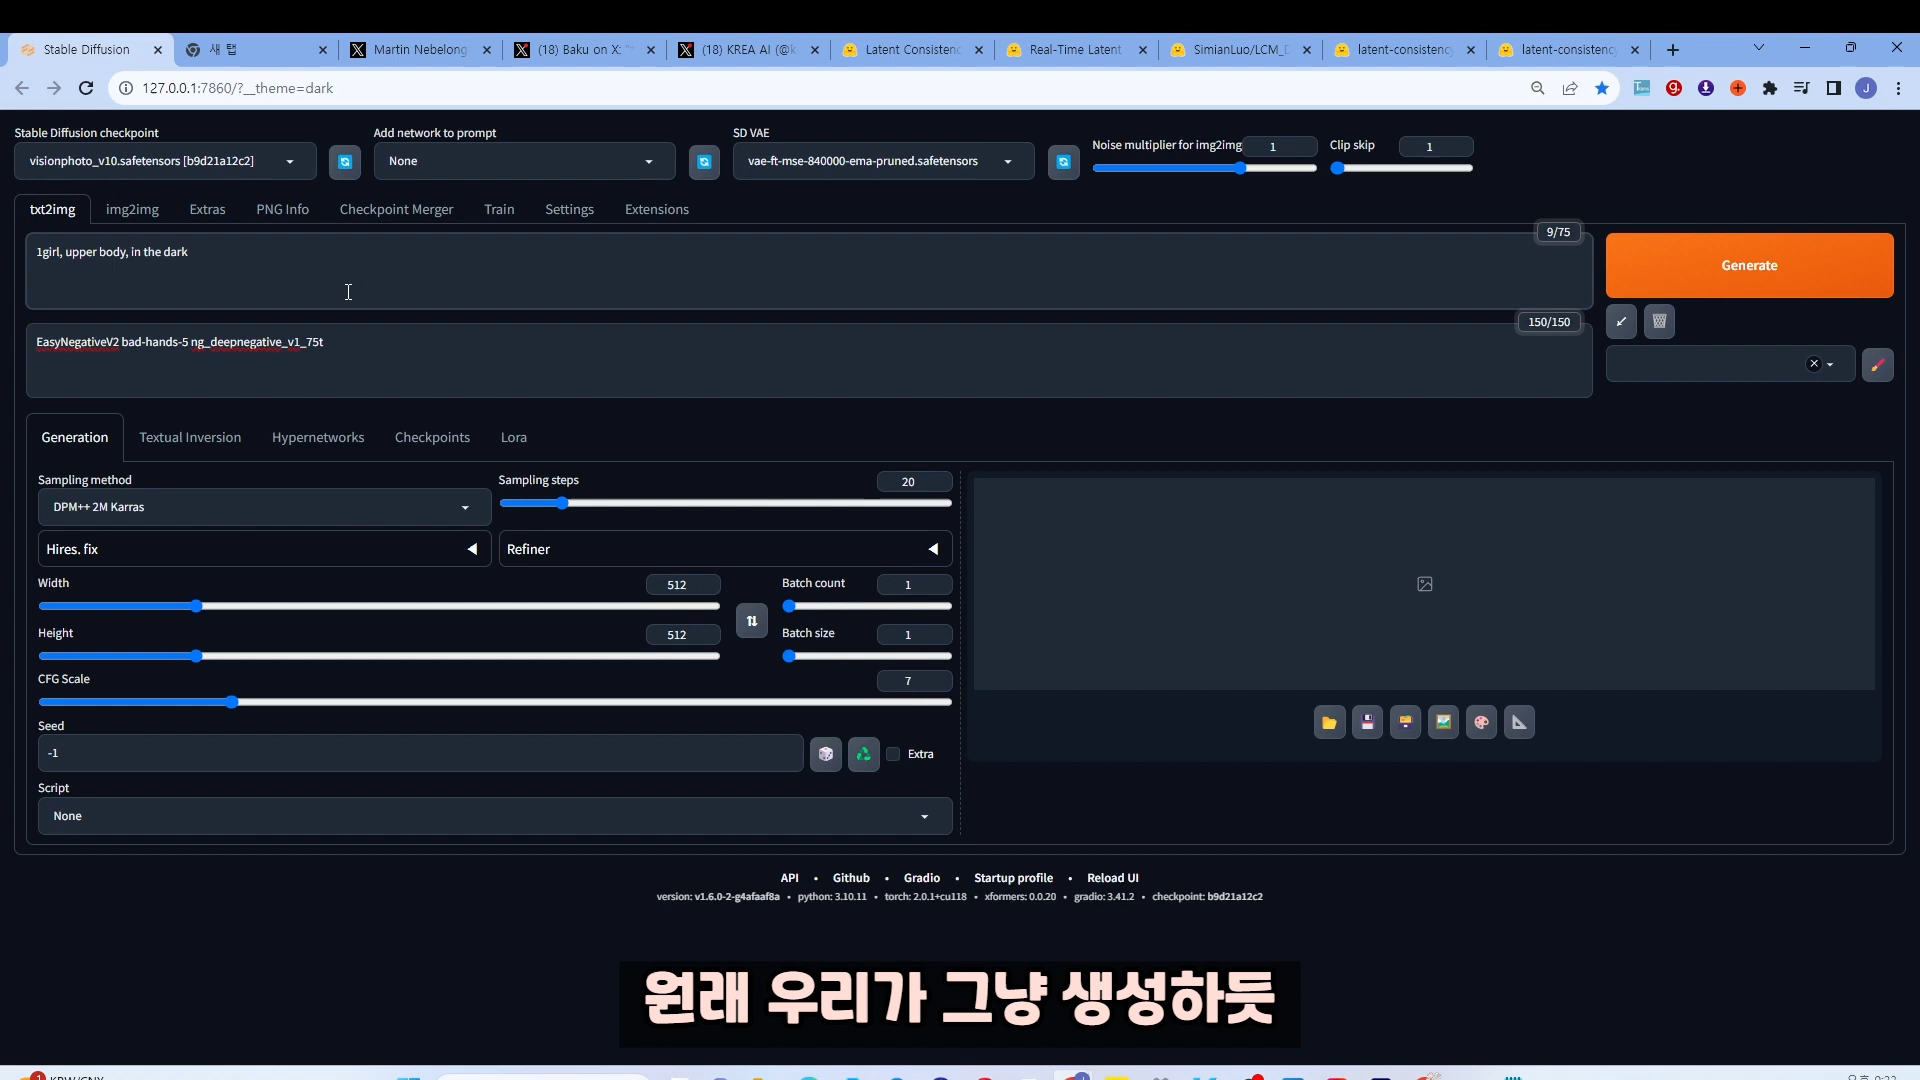 Stable Diffusion
새 탭
Martin Nebelong
(18) Baku on X: "
(18) KREA AI (@k
Latent Consistenc
Real-Time Latent
SimianLuo/LCM_D
latent-consistency
latent-consistency
127.0.0.1:7860/?__theme=dark
J
Stable Diffusion checkpoint
visionphoto_v10.safetensors [b9d21a12c2]
Add network to prompt
None
SD VAE
vae-ft-mse-840000-ema-pruned.safetensors
Noise multiplier for img2img
1
Clip skip
1
txt2img
img2img
Extras
PNG Info
Checkpoint Merger
Train
Settings
Extensions
9/75
1girl, upper body, in the dark
Generate
150/150
EasyNegativeV2 bad-hands-5 ng_deepnegative_v1_75t
Generation
Textual Inversion
Hypernetworks
Checkpoints
Lora
Sampling method
DPM++ 2M Karras
Sampling steps
20
Hires. fix
Refiner
Width
512
Batch count
1
Height
512
Batch size
1
CFG Scale
7
Seed
-1
Extra
Script
None
API • Github • Gradio • Startup profile • Reload UI
version: v1.6.0-2-g4afaaf8a • python: 3.10.11 • torch: 2.0.1+cu118 • xformers: 0.0.20 • gradio: 3.41.2 • checkpoint: b9d21a12c2
원래 우리가 그냥 생성하듯